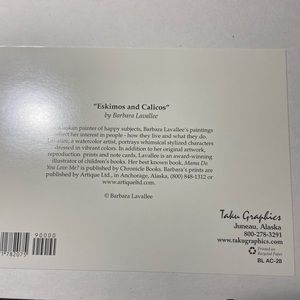 "Eskimos and Calicos"
by Barbara Lavallee
painter of happy subjects, Barbara Lavallee's paintings
her interest in people - how they live and what they do.
Lavallee, a watercolor artist, portrays whimsical stylized characters
dressed in vibrant colors. In addition to her original artwork,
reproduction prints and note cards, Lavallee is an award-winning
illustrator of children's books. Her best known book, Mama Do
You Love Me? is published by Chronicle Books. Barbara's prints are
published by Artique Ltd., in Anchorage, Alaska, (800) 848-1312 or
www.artiqueltd.com.
© Barbara Lavallee
90000
Taku Graphics
Juneau, Alaska
800-278-3291
www.takugraphics.com
Printed on
Recycled Paper
BL AC-28